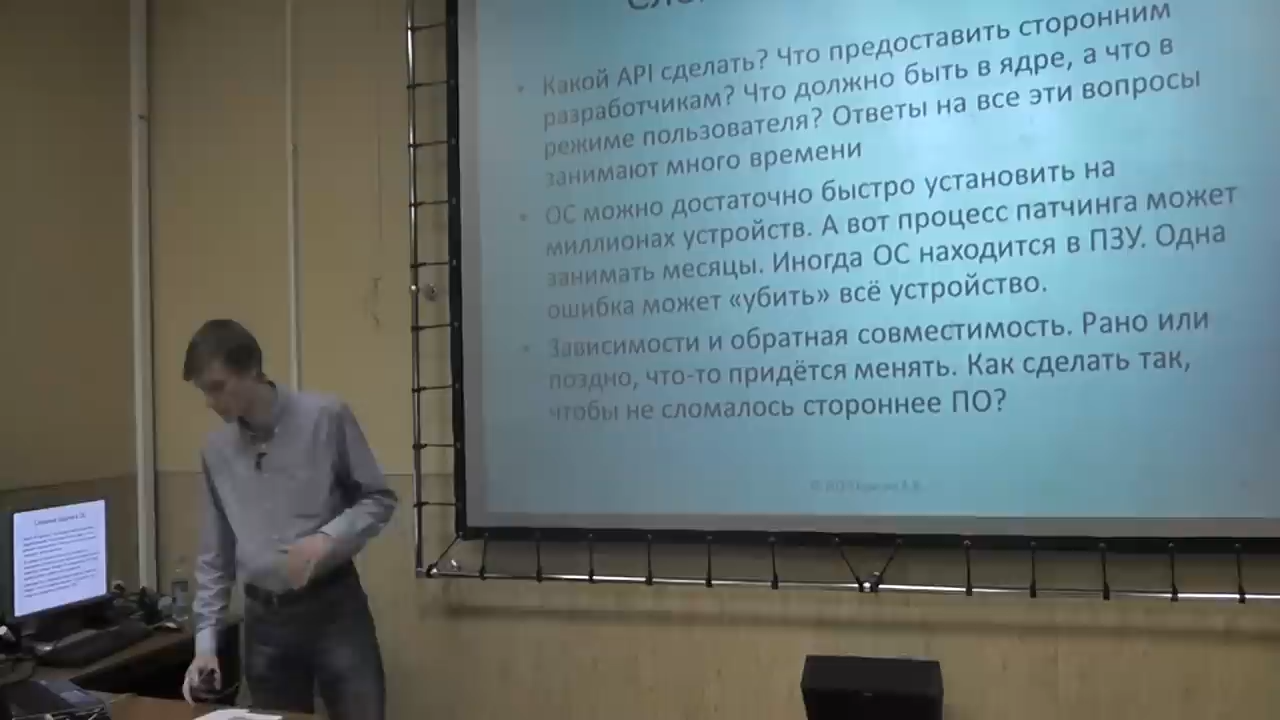 Какой API сделать? Что предоставить сторонним
разработчикам? Что должно быть в ядре, а что в
режиме пользователя? Ответы на все эти вопросы
занимают много времени
ОС можно достаточно быстро установить на
миллионах устройств. А вот процесс патчинга может
занимать месяцы. Иногда ОС находится в ПЗУ. Одна
ошибка может «убить» всё устройство.
Зависимости и обратная совместимость. Рано или
поздно, что-то придётся менять. Как сделать так,
чтобы не сломалось стороннее ПО?